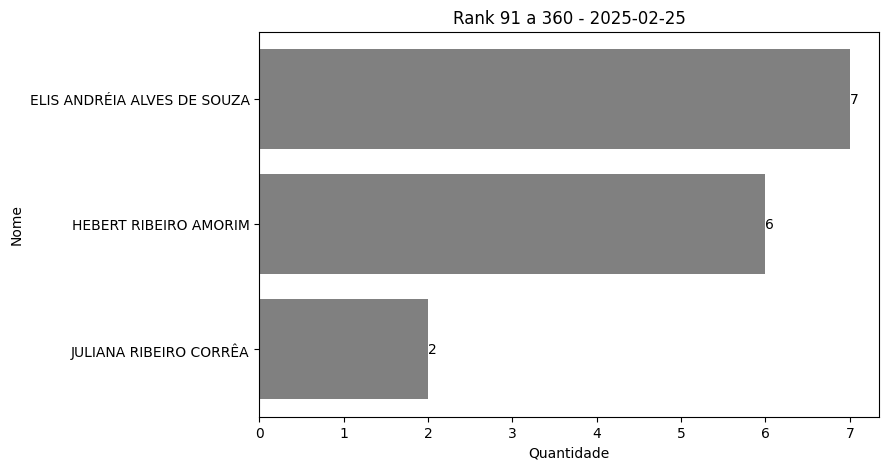 Rank 91 a 360 - 2025-02-25
ELIS ANDRÉIA ALVES DE SOUZA
7
HEBERT RIBEIRO AMORIM
6
JULIANA RIBEIRO CORRÊA
2
Nome
0 1 2 3 4 5 6 7
Quantidade